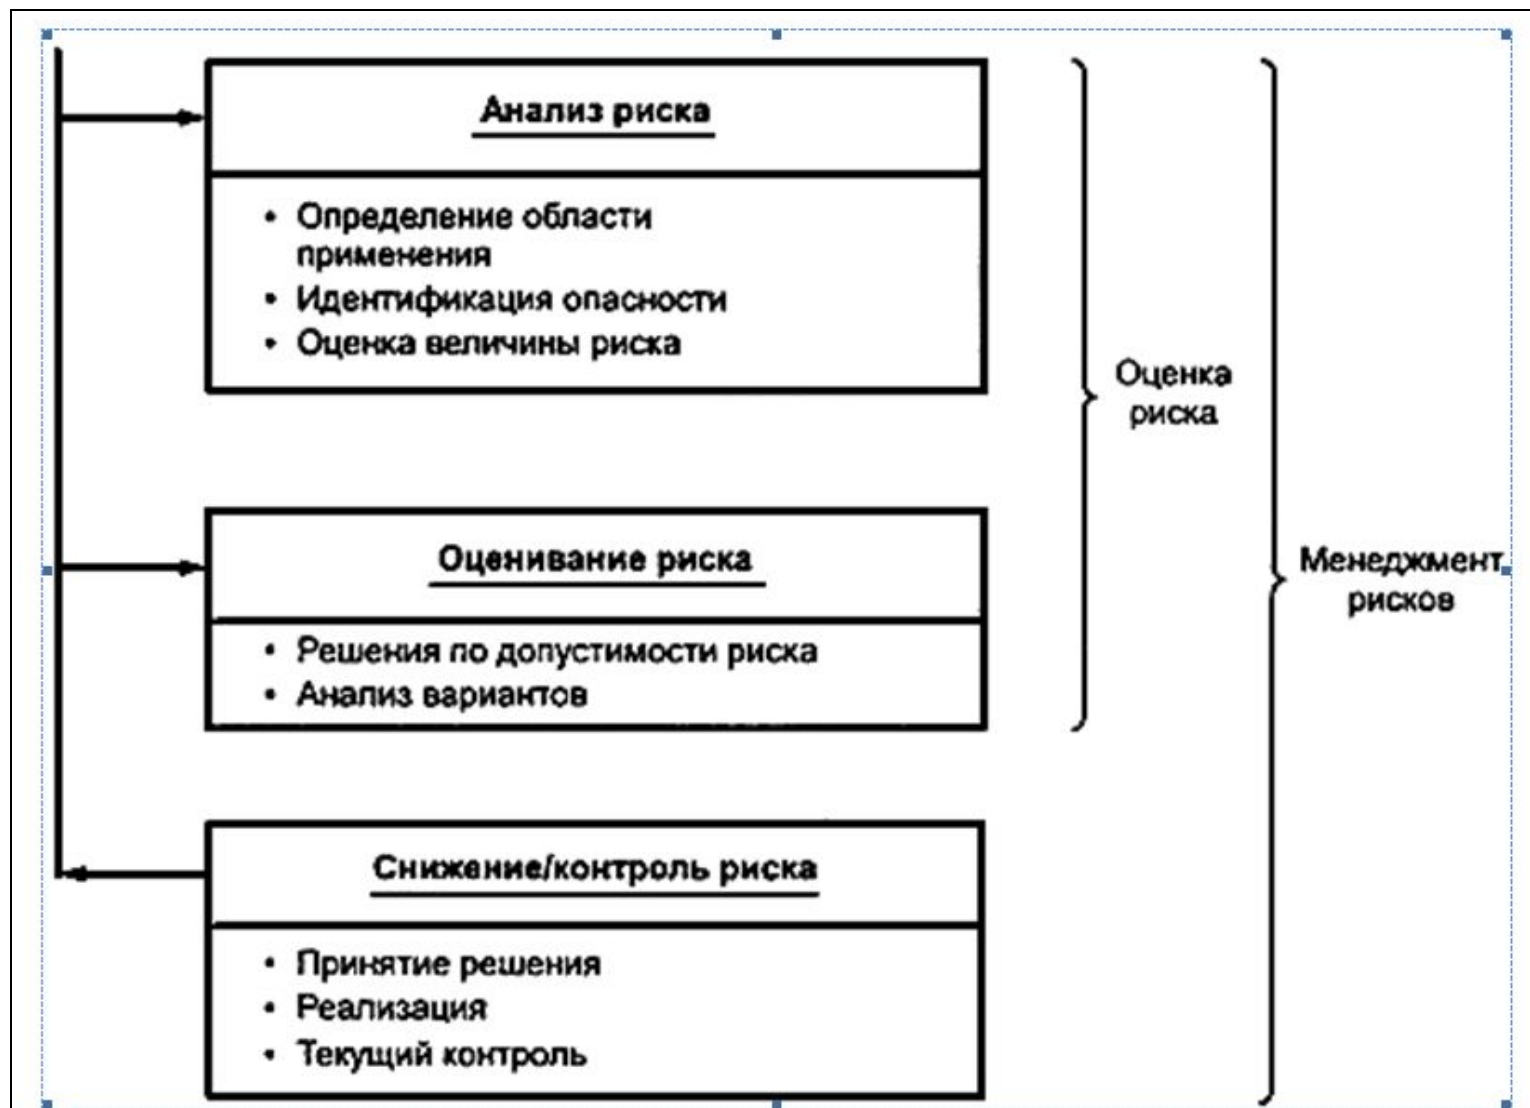 Анализ риска
• Определение области
применения
• Идентификация опасности
• Оценка величины риска
Оценка
риска
Оценивание риска
• Решения по допустимости риска
• Анализ вариантов
Менеджмент
рисков
Снижение/контроль риска
• Принятие решения
• Реализация
• Текущий контроль